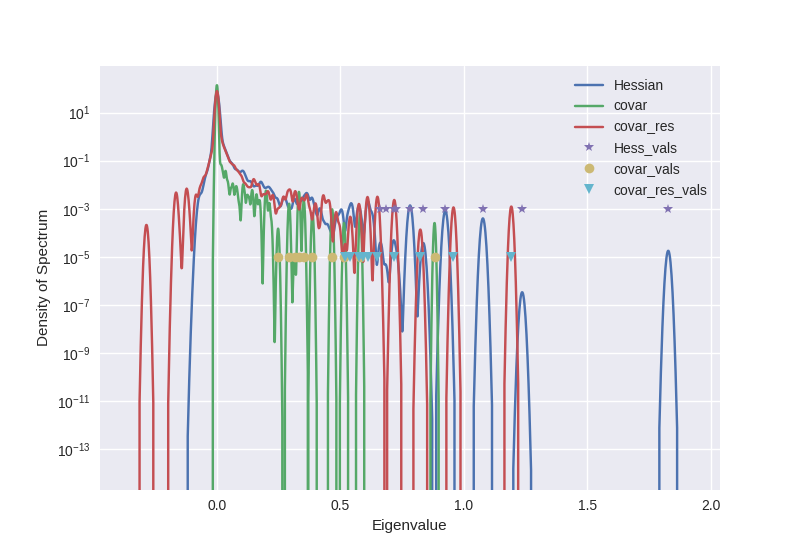 Hessian
covar
covar_res
Hess_vals
covar_vals
covar_res_vals
10^1
10^-1
10^-3
10^-5
10^-7
10^-9
10^-11
10^-13
Density of Spectrum
0.0 0.5 1.0 1.5 2.0
Eigenvalue